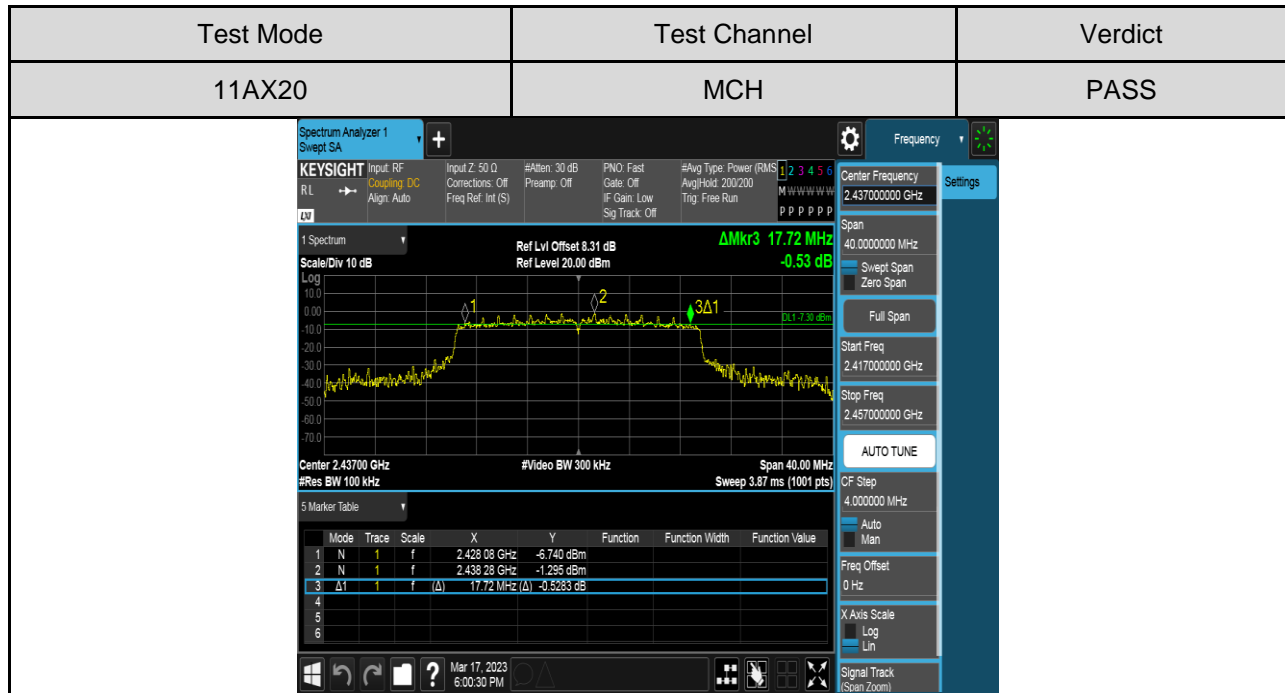 Test Mode Test Channel Verdict
11AX20 MCH PASS
Spectrum Analyzer 1
Swept SA
+
Frequency
KEYSIGHT Input: RF Input Z: 50 Ω #Atten: 30 dB PNO: Fast #Avg Type: Power (RMS 1 2 3 4 5 6
RL Coupling: DC Corrections: Off Preamp: Off Gate: Off Avg|Hold: 200/200 M W W W W W
Align: Auto Freq Ref: Int (S) IF Gain: Low Trig: Free Run
LXI Sig Track: Off P P P P P P
1 Spectrum
Ref Lvl Offset 8.31 dB ΔMkr3 17.72 MHz
Scale/Div 10 dB Ref Level 20.00 dBm -0.53 dB
Log
10.0
0.00
-10.0
-20.0
-30.0
-40.0
-50.0
-60.0
-70.0
1
2
3Δ1
DL1 -7.30 dBm
Center 2.43700 GHz #Video BW 300 kHz Span 40.00 MHz
#Res BW 100 kHz Sweep 3.87 ms (1001 pts)
5 Marker Table
Mode Trace Scale X Y Function Function Width Function Value
1 N 1 f 2.428 08 GHz -6.740 dBm
2 N 1 f 2.438 28 GHz -1.295 dBm
3 Δ1 1 f (Δ) 17.72 MHz (Δ) -0.5283 dB
4
5
6
Mar 17, 2023
6:00:30 PM
?
Center Frequency
2.437000000 GHz
Settings
Span
40.0000000 MHz
Swept Span
Zero Span
Full Span
Start Freq
2.417000000 GHz
Stop Freq
2.457000000 GHz
AUTO TUNE
CF Step
4.000000 MHz
Auto
Man
Freq Offset
0 Hz
X Axis Scale
Log
Lin
Signal Track
(Span Zoom)